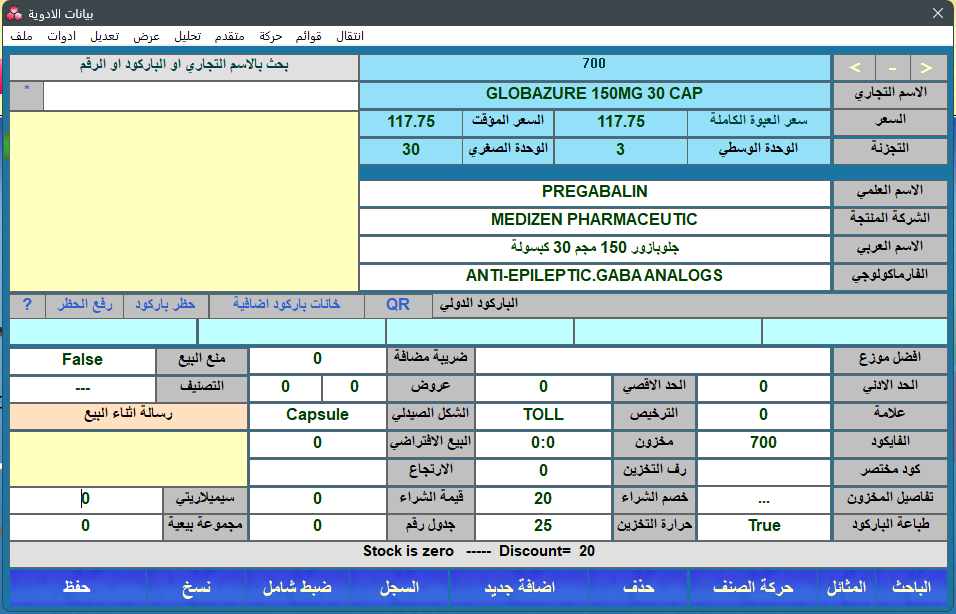 بيانات الادوية
ملف ادوات تعديل عرض تحليل متقدم حركة قوائم انتقال
> - < 700 بحث بالاسم التجاري او الباركود او الرقم
الاسم التجاري GLOBAZURE 150MG 30 CAP *
السعر سعر العبوة الكاملة 117.75 السعر المؤقت 117.75
التجزئة الوحدة الوسطي 3 الوحدة الصغري 30
الاسم العلمي PREGABALIN
الشركة المنتجة MEDIZEN PHARMACEUTIC
الاسم العربي جلوبازور 150 مجم 30 كبسولة
الفارماكولوجي ANTI-EPILEPTIC.GABA ANALOGS
الباركود الدولي QR خانات باركود اضافية حظر باركود رفع الحظر ?
افضل موزع ضريبة مضافة 0 منع البيع False
الحد الادني 0 الحد الاقصي 0 عروض 0 0 التصنيف ---
علامة 0 الترخيص TOLL الشكل الصيدلي Capsule رسالة اثناء البيع
الفايكود 700 مخزون 0:0 البيع الافتراضي 0
كود مختصر رف التخزين 0 الارتجاع
تفاصيل المخزون ... خصم الشراء 20 قيمة الشراء 0 سيميلاريتي 0
طباعة الباركود True حرارة التخزين 25 جدول رقم 0 مجموعة بيعية 0
Stock is zero ----- Discount= 20
الباحث المثائل حركة الصنف حذف اضافة جديد السجل ضبط شامل نسخ حفظ